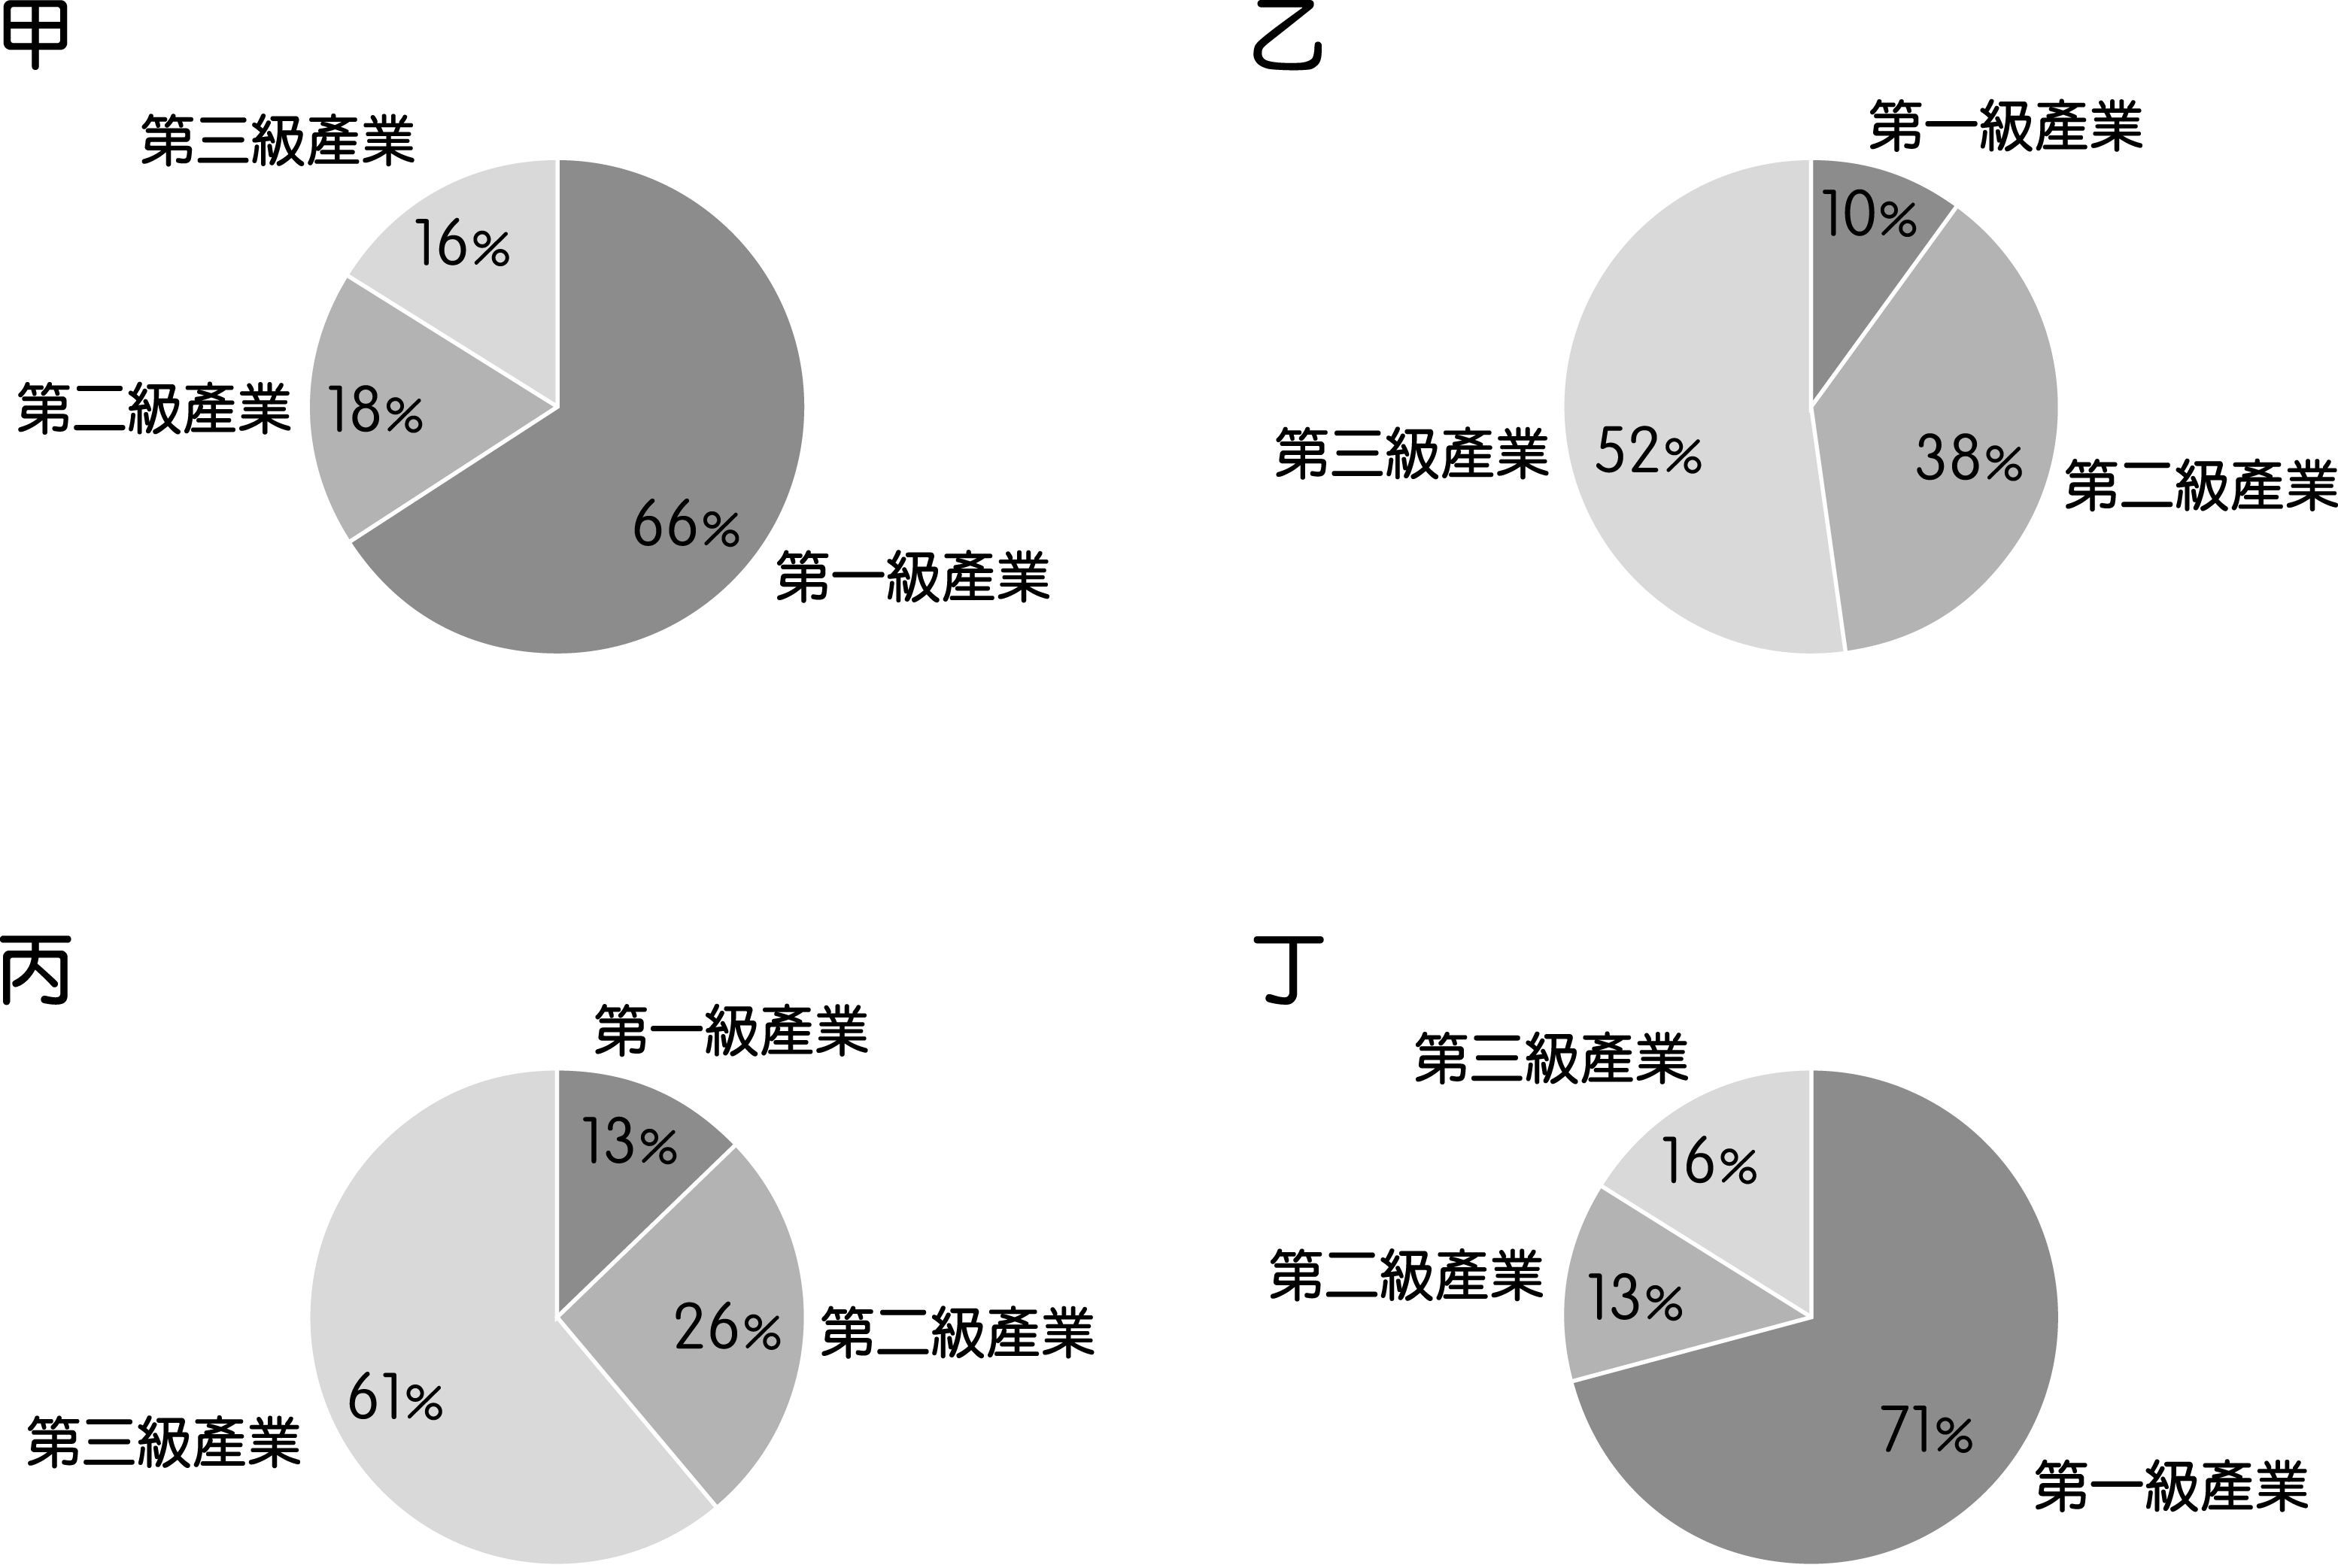 甲
第三級產業
16%
第二級產業
18%
66%
第一級產業
乙
第一級產業
10%
第三級產業
52%
38%
第二級產業
丙
第一級產業
13%
26%
第二級產業
61%
第三級產業
丁
第三級產業
16%
第二級產業
13%
71%
第一級產業